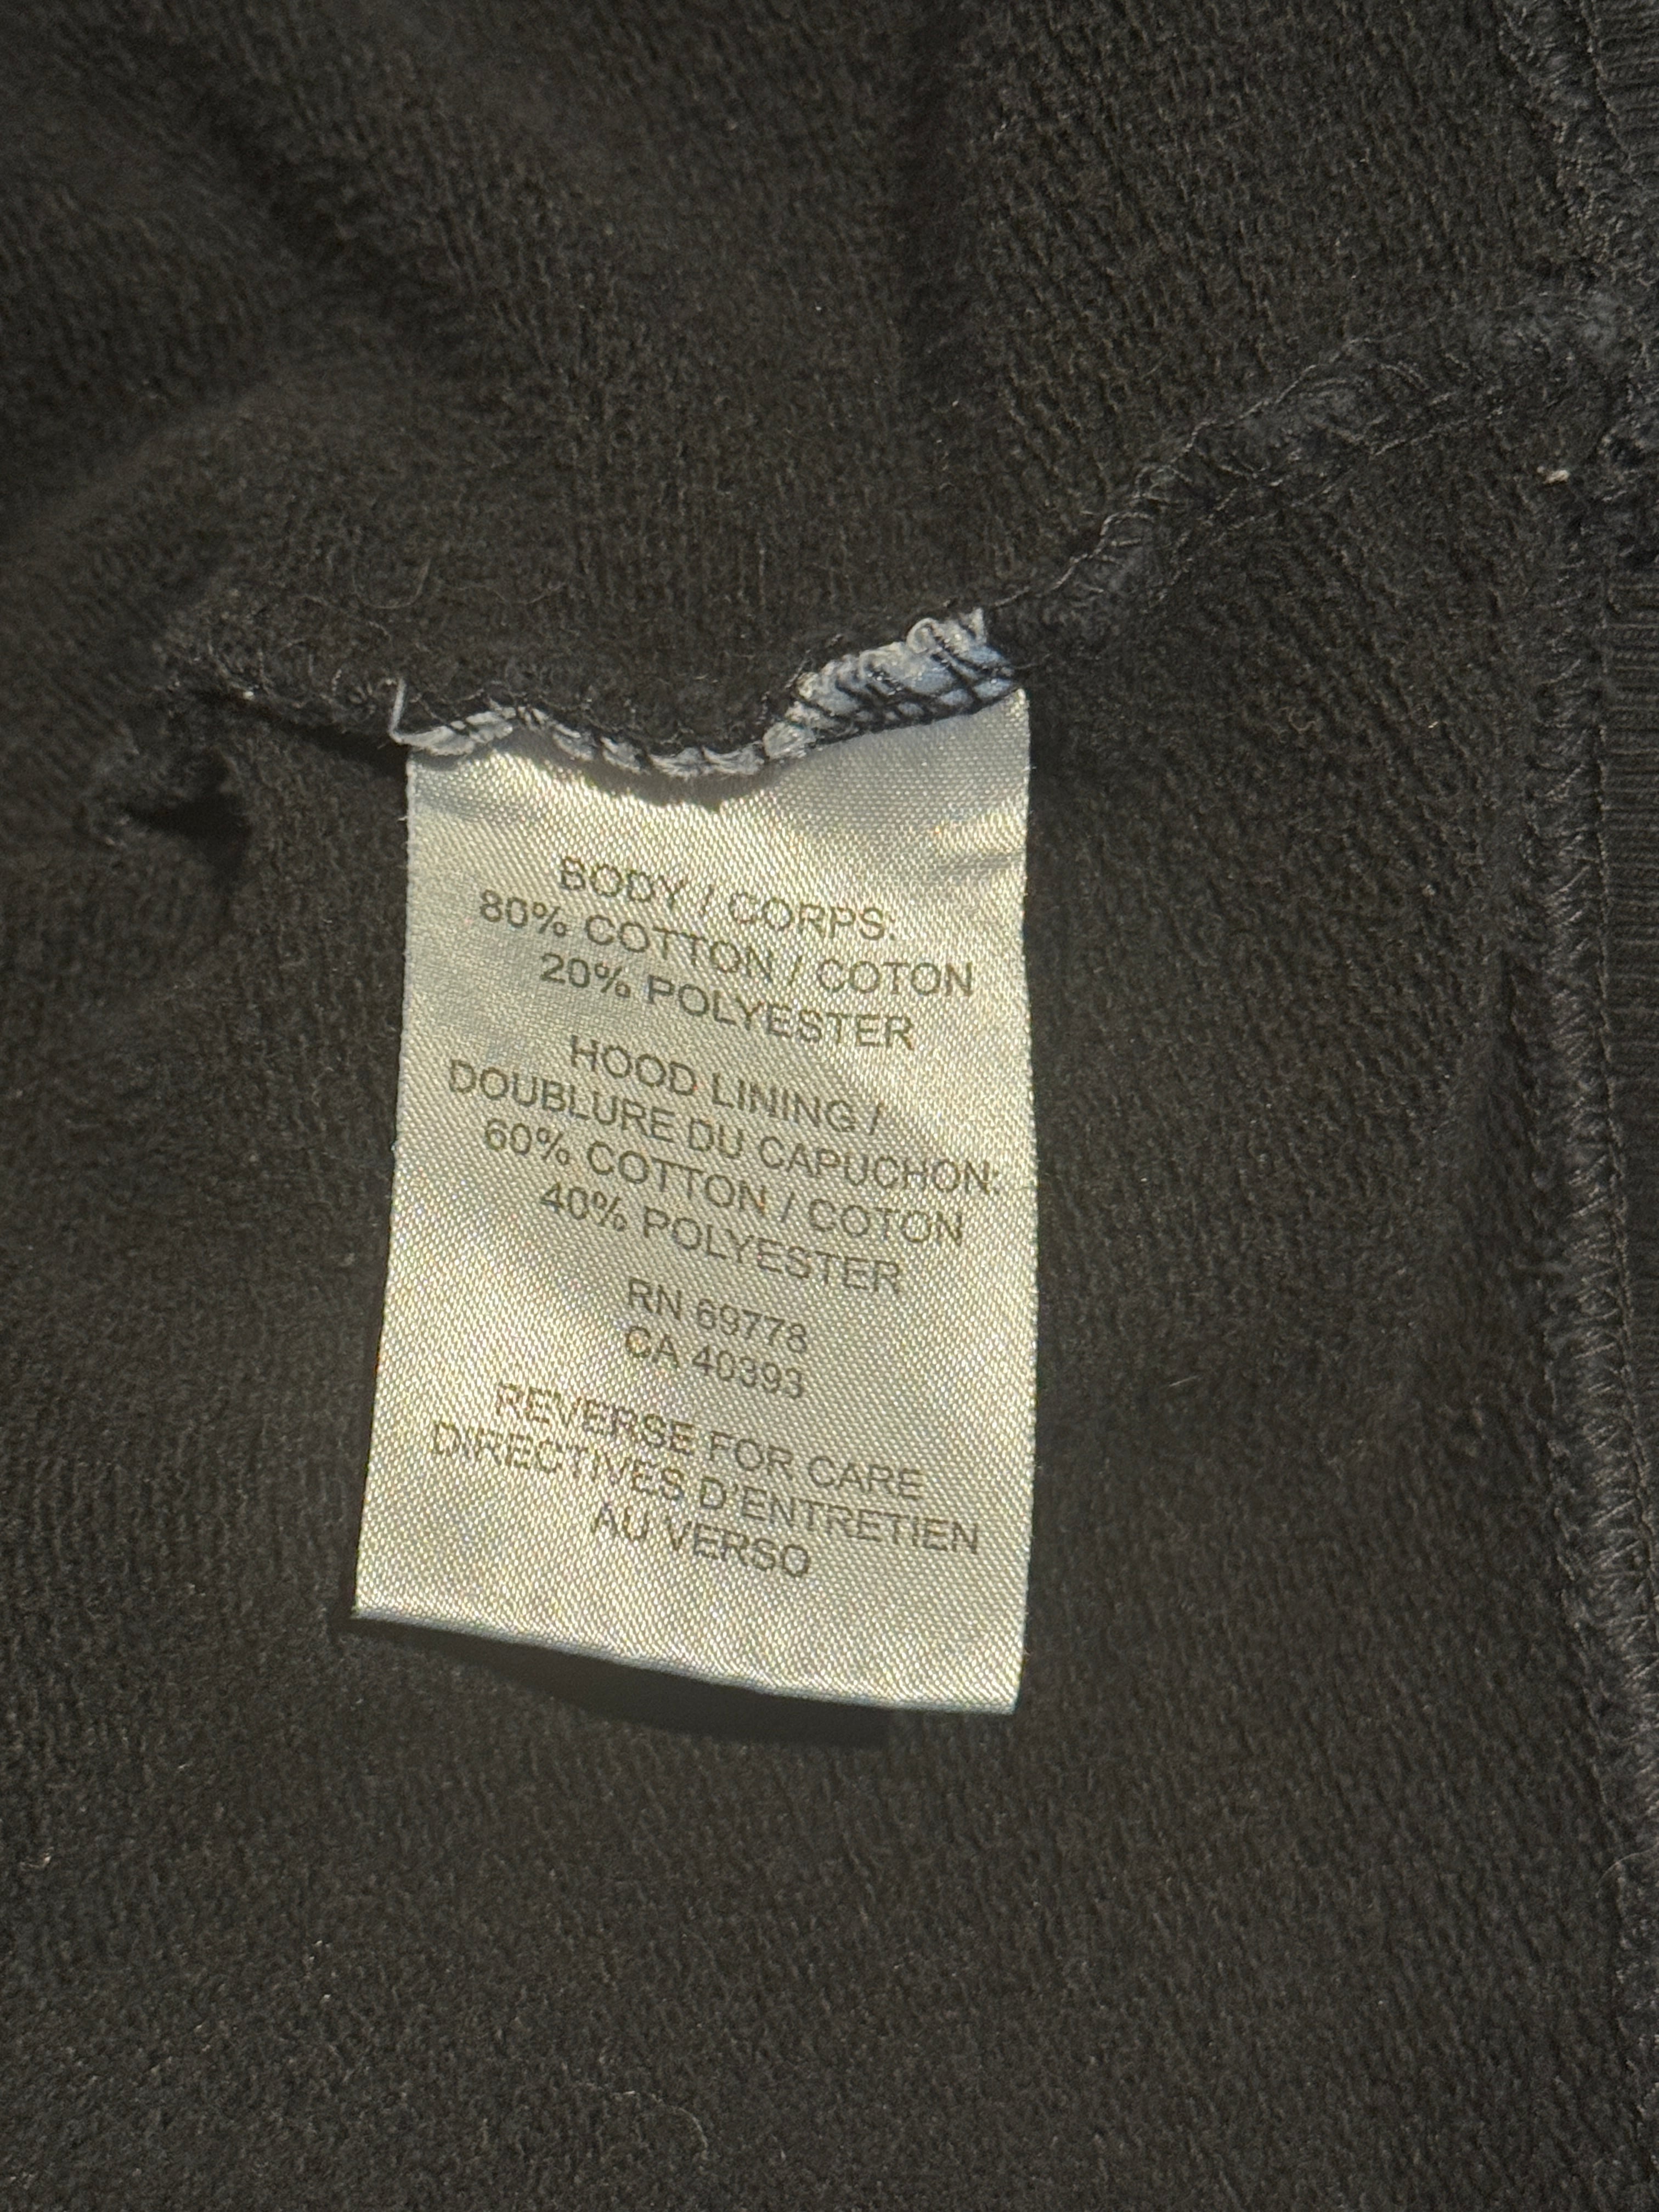 BODY / CORPS:
80% COTTON / COTON
20% POLYESTER
HOOD LINING /
DOUBLURE DU CAPUCHON:
60% COTTON / COTON
40% POLYESTER
RN 69778
CA 40393
REVERSE FOR CARE
DIRECTIVES D'ENTRETIEN
AU VERSO